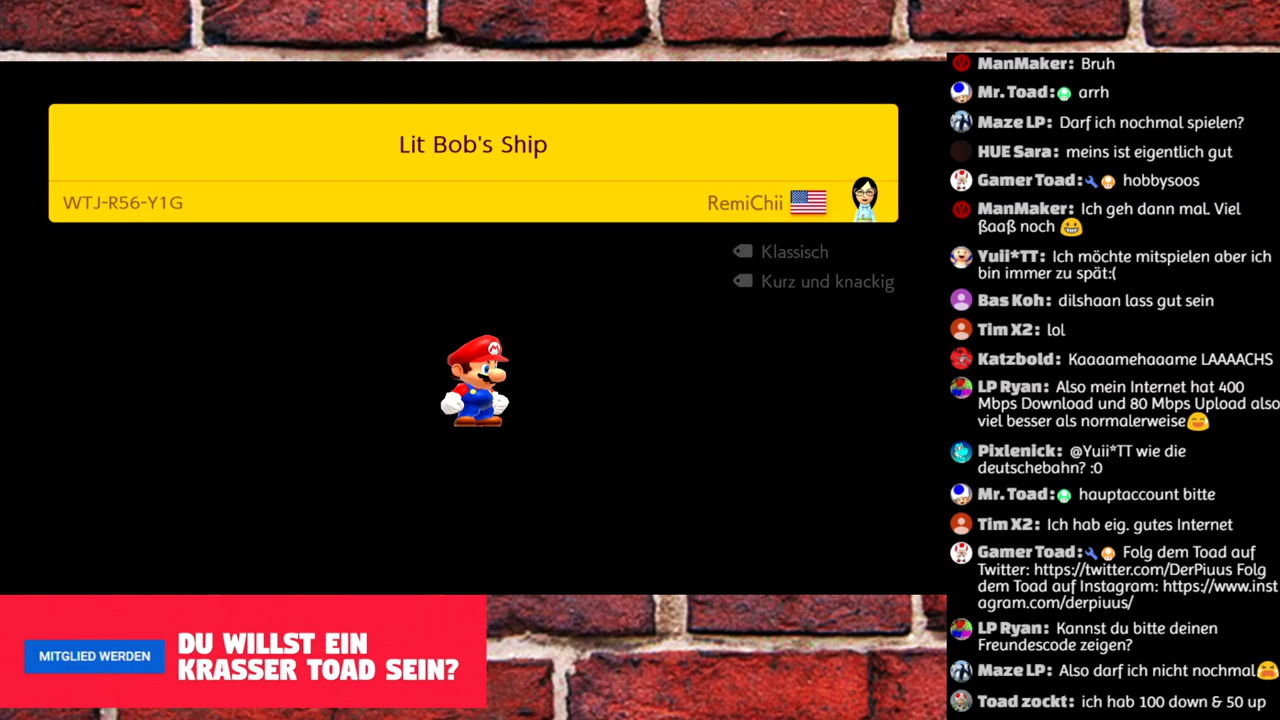 Lit Bob's Ship
WTJ-R56-Y1G
RemiChii
Klassisch
Kurz und knackig
MITGLIED WERDEN
DU WILLST EIN
KRASSER TOAD SEIN?
ManMaker: Bruh
Mr. Toad: arrh
Maze LP: Darf ich nochmal spielen?
HUE Sara: meins ist eigentlich gut
Gamer Toad: hobbysoos
ManMaker: Ich geh dann mal. Viel
ßaaß noch
Yuii*TT: Ich möchte mitspielen aber ich
bin immer zu spät:(
Bas Koh: dilshaan lass gut sein
Tim X2: lol
Katzbold: Kaaaamehaaame LAAAACHS
LP Ryan: Also mein Internet hat 400
Mbps Download und 80 Mbps Upload also
viel besser als normalerweise
Pixlenick: @Yuii*TT wie die
deutschebahn? :0
Mr. Toad: hauptaccount bitte
Tim X2: Ich hab eig. gutes Internet
Gamer Toad: Folg dem Toad auf
Twitter: https://twitter.com/DerPiuus Folg
dem Toad auf Instagram: https://www.inst
agram.com/derpiuus/
LP Ryan: Kannst du bitte deinen
Freundescode zeigen?
Maze LP: Also darf ich nicht nochmal
Toad zockt: ich hab 100 down & 50 up